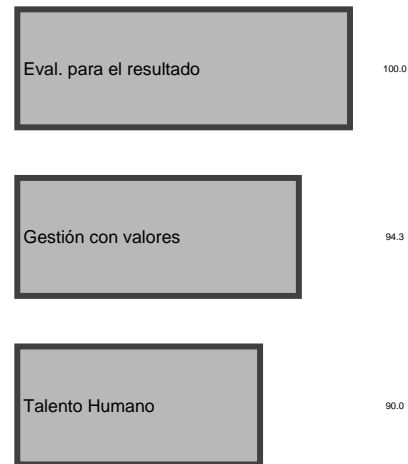 Eval. para el resultado
100.0
Gestión con valores
94.3
Talento Humano
90.0